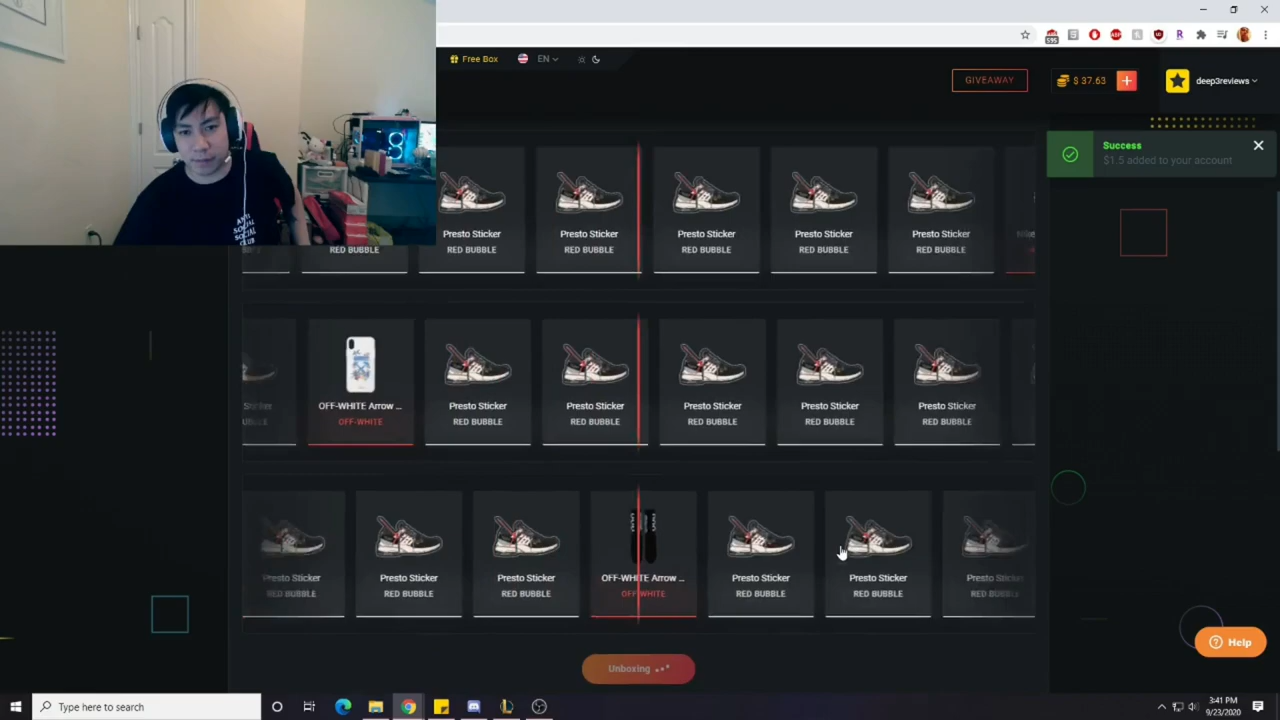 Free Box
EN
GIVEAWAY
$ 37.63
deep3reviews
Success
$1.5 added to your account
Presto Sticker Presto Sticker Presto Sticker Presto Sticker Presto Sticker
RED BUBBLE RED BUBBLE RED BUBBLE RED BUBBLE RED BUBBLE RED BUBBLE
ANTI
SOCIAL
SOCIAL
CLUB
OFF-WHITE Arrow ... Presto Sticker Presto Sticker Presto Sticker Presto Sticker Presto Sticker
OFF-WHITE RED BUBBLE RED BUBBLE RED BUBBLE RED BUBBLE RED BUBBLE
Presto Sticker Presto Sticker Presto Sticker OFF-WHITE Arrow ... Presto Sticker Presto Sticker Presto Sticker
RED BUBBLE RED BUBBLE RED BUBBLE OFF-WHITE RED BUBBLE RED BUBBLE RED BUBBLE
Unboxing
Help
Type here to search
3:41 PM
9/23/2020